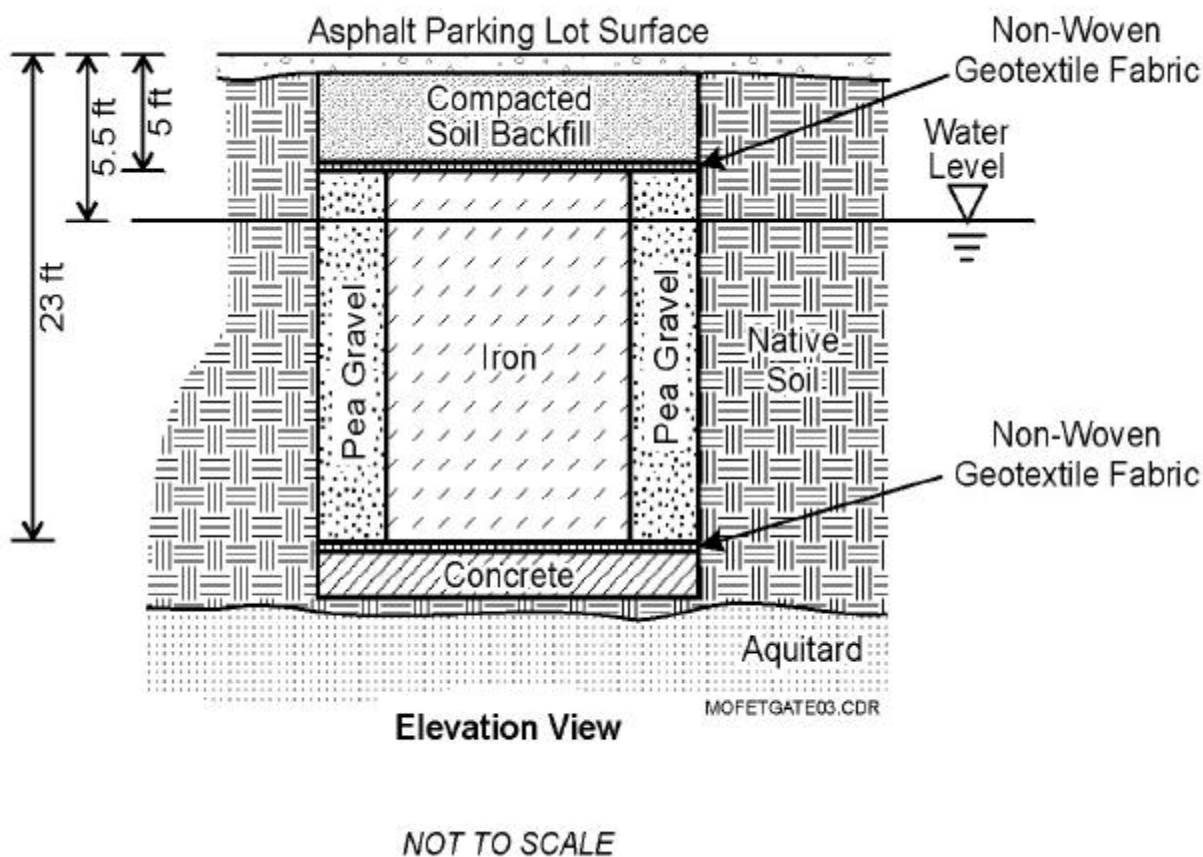 Asphalt Parking Lot Surface
Non-Woven
Geotextile Fabric
5 ft
5.5 ft
23 ft
Compacted
Soil Backfill
Water
Level
Pea Gravel
Iron
Pea Gravel
Native
Soil
Non-Woven
Geotextile Fabric
Concrete
Aquitard
MOFETGATE03.CDR
Elevation View
NOT TO SCALE